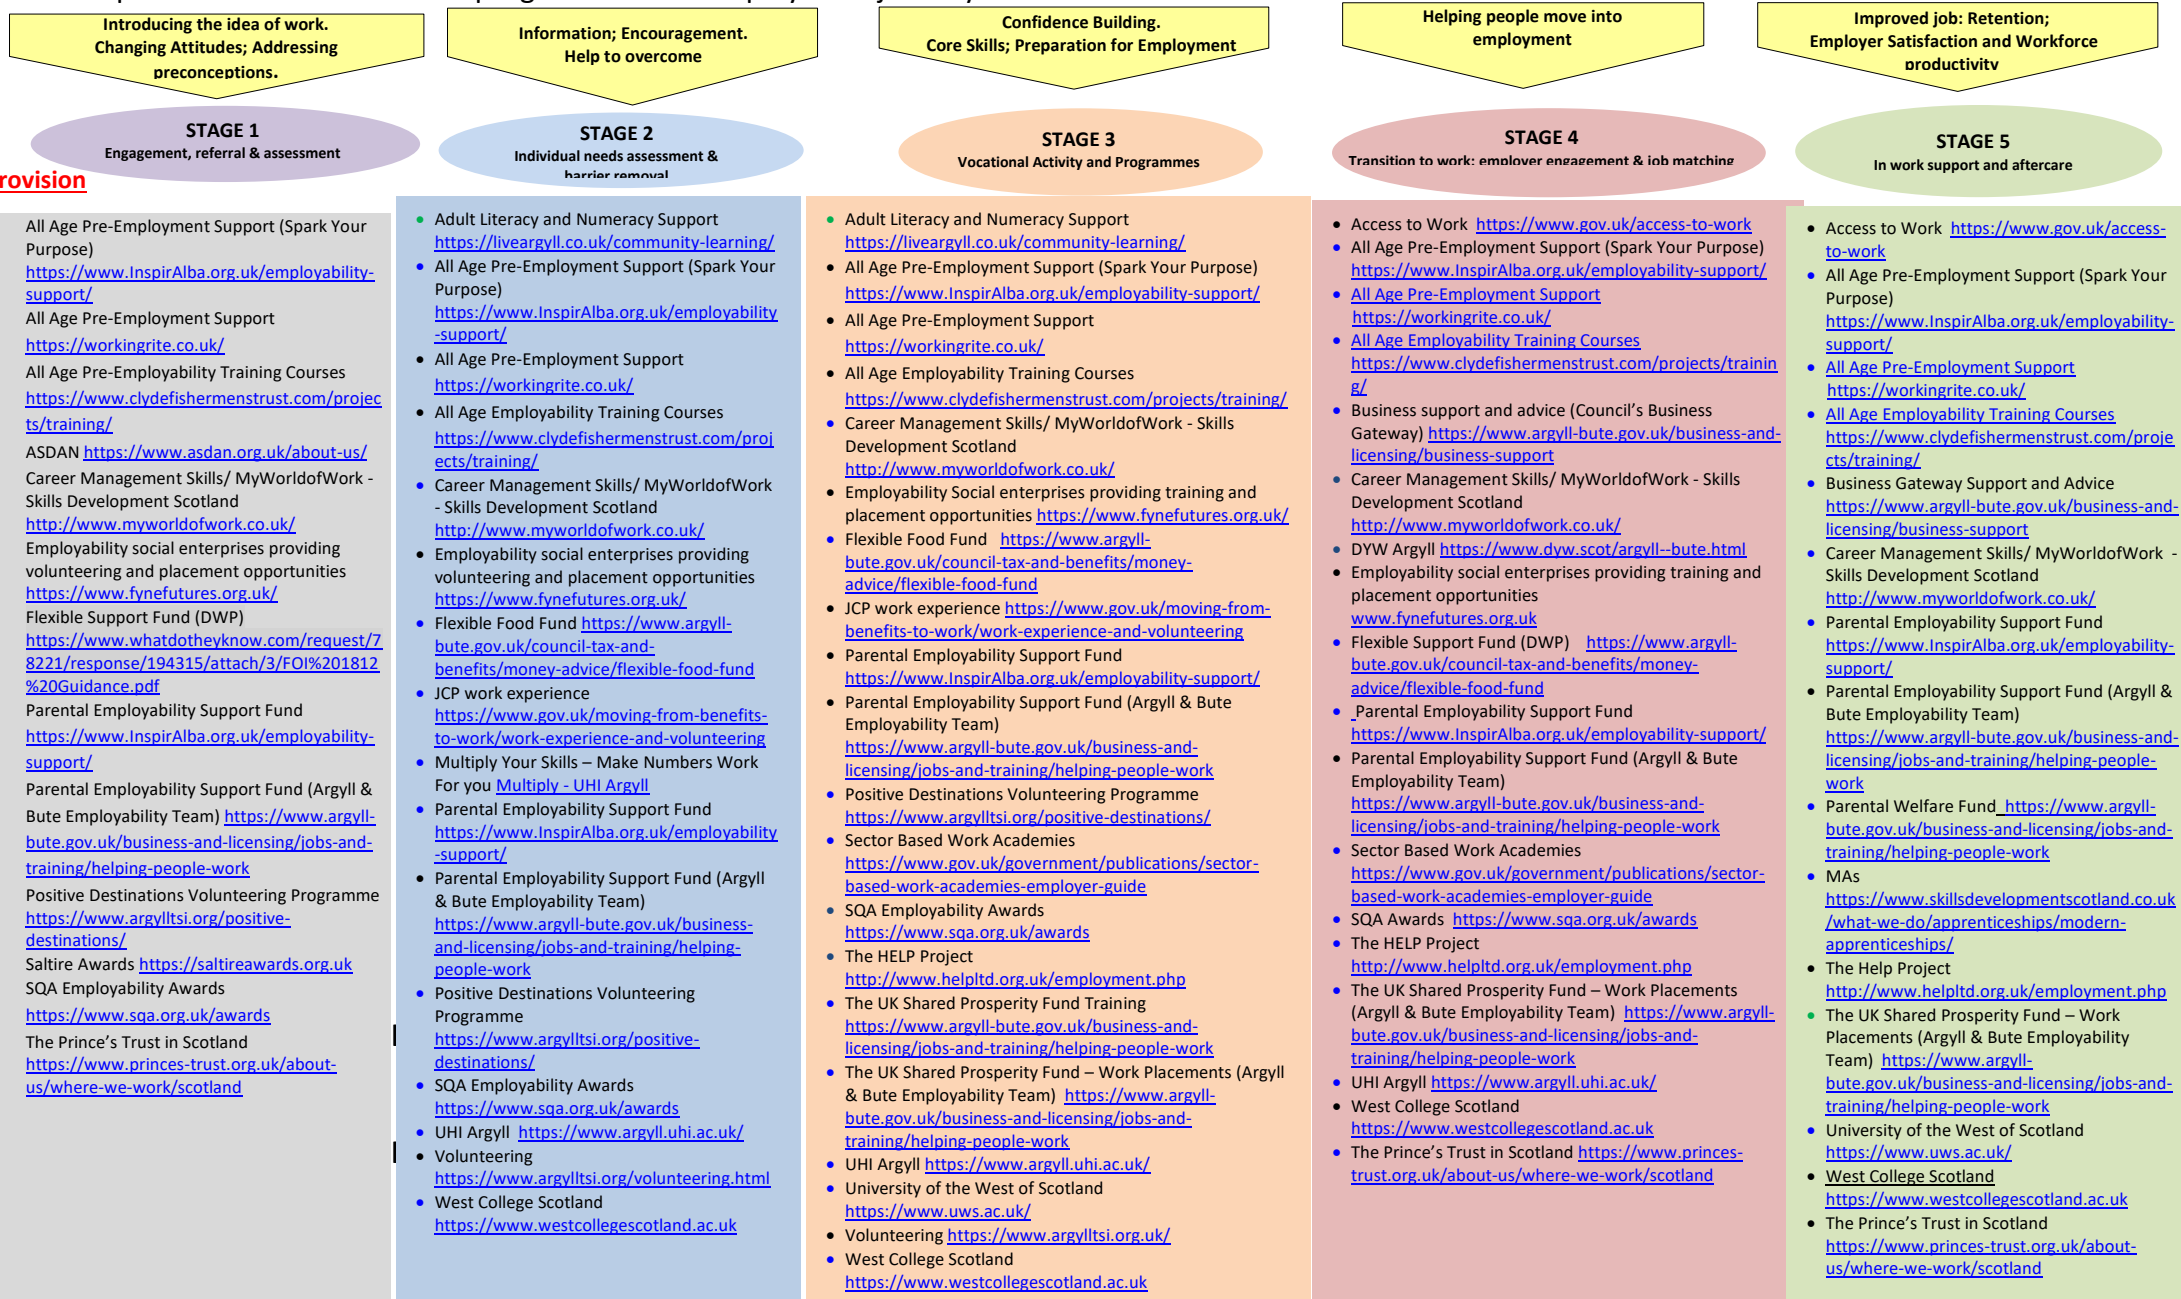 Introducing the idea of work.
Changing Attitudes; Addressing
preconceptions.
Information; Encouragement.
Help to overcome
Confidence Building.
Core Skills; Preparation for Employment
Helping people move into
employment
Improved job: Retention;
Employer Satisfaction and Workforce
productivity
STAGE 1
Engagement, referral & assessment
STAGE 2
Individual needs assessment &
barrier removal
STAGE 3
Vocational Activity and Programmes
STAGE 4
Transition to work: employer engagement & job matching
STAGE 5
In work support and aftercare
rovision
All Age Pre-Employment Support (Spark Your
Purpose)
https://www.InspirAlba.org.uk/employability-
support/
All Age Pre-Employment Support
https://workingrite.co.uk/
All Age Pre-Employability Training Courses
https://www.clydefishermenstrust.com/projec
ts/training/
ASDAN https://www.asdan.org.uk/about-us/
Career Management Skills/ MyWorldofWork -
Skills Development Scotland
http://www.myworldofwork.co.uk/
Employability social enterprises providing
volunteering and placement opportunities
https://www.fynefutures.org.uk/
Flexible Support Fund (DWP)
https://www.whatdotheyknow.com/request/7
8221/response/194315/attach/3/FOI%201812
%20Guidance.pdf
Parental Employability Support Fund
https://www.InspirAlba.org.uk/employability-
support/
Parental Employability Support Fund (Argyll &
Bute Employability Team) https://www.argyll-
bute.gov.uk/business-and-licensing/jobs-and-
training/helping-people-work
Positive Destinations Volunteering Programme
https://www.argylltsi.org/positive-
destinations/
Saltire Awards https://saltireawards.org.uk
SQA Employability Awards
https://www.sqa.org.uk/awards
The Prince's Trust in Scotland
https://www.princes-trust.org.uk/about-
us/where-we-work/scotland
• Adult Literacy and Numeracy Support
https://liveargyll.co.uk/community-learning/
• All Age Pre-Employment Support (Spark Your
Purpose)
https://www.InspirAlba.org.uk/employability
-support/
• All Age Pre-Employment Support
https://workingrite.co.uk/
• All Age Employability Training Courses
https://www.clydefishermenstrust.com/proj
ects/training/
• Career Management Skills/ MyWorldofWork
- Skills Development Scotland
http://www.myworldofwork.co.uk/
• Employability social enterprises providing
volunteering and placement opportunities
https://www.fynefutures.org.uk/
• Flexible Food Fund https://www.argyll-
bute.gov.uk/council-tax-and-
benefits/money-advice/flexible-food-fund
• JCP work experience
https://www.gov.uk/moving-from-benefits-
to-work/work-experience-and-volunteering
• Multiply Your Skills – Make Numbers Work
For you Multiply - UHI Argyll
• Parental Employability Support Fund
https://www.InspirAlba.org.uk/employability
-support/
• Parental Employability Support Fund (Argyll
& Bute Employability Team)
https://www.argyll-bute.gov.uk/business-
and-licensing/jobs-and-training/helping-
people-work
• Positive Destinations Volunteering
Programme
https://www.argylltsi.org/positive-
destinations/
• SQA Employability Awards
https://www.sqa.org.uk/awards
• UHI Argyll https://www.argyll.uhi.ac.uk/
• Volunteering
https://www.argylltsi.org/volunteering.html
• West College Scotland
https://www.westcollegescotland.ac.uk
• Adult Literacy and Numeracy Support
https://liveargyll.co.uk/community-learning/
• All Age Pre-Employment Support (Spark Your Purpose)
https://www.InspirAlba.org.uk/employability-support/
• All Age Pre-Employment Support
https://workingrite.co.uk/
• All Age Employability Training Courses
https://www.clydefishermenstrust.com/projects/training/
• Career Management Skills/ MyWorldofWork - Skills
Development Scotland
http://www.myworldofwork.co.uk/
• Employability Social enterprises providing training and
placement opportunities https://www.fynefutures.org.uk/
• Flexible Food Fund https://www.argyll-
bute.gov.uk/council-tax-and-benefits/money-
advice/flexible-food-fund
• JCP work experience https://www.gov.uk/moving-from-
benefits-to-work/work-experience-and-volunteering
• Parental Employability Support Fund
https://www.InspirAlba.org.uk/employability-support/
• Parental Employability Support Fund (Argyll & Bute
Employability Team)
https://www.argyll-bute.gov.uk/business-and-
licensing/jobs-and-training/helping-people-work
• Positive Destinations Volunteering Programme
https://www.argylltsi.org/positive-destinations/
• Sector Based Work Academies
https://www.gov.uk/government/publications/sector-
based-work-academies-employer-guide
• SQA Employability Awards
https://www.sqa.org.uk/awards
• The HELP Project
http://www.helpltd.org.uk/employment.php
• The UK Shared Prosperity Fund Training
https://www.argyll-bute.gov.uk/business-and-
licensing/jobs-and-training/helping-people-work
• The UK Shared Prosperity Fund – Work Placements (Argyll
& Bute Employability Team) https://www.argyll-
bute.gov.uk/business-and-licensing/jobs-and-
training/helping-people-work
• UHI Argyll https://www.argyll.uhi.ac.uk/
• University of the West of Scotland
https://www.uws.ac.uk/
• Volunteering https://www.argylltsi.org.uk/
• West College Scotland
https://www.westcollegescotland.ac.uk
• Access to Work https://www.gov.uk/access-to-work
• All Age Pre-Employment Support (Spark Your Purpose)
https://www.InspirAlba.org.uk/employability-support/
• All Age Pre-Employment Support
https://workingrite.co.uk/
• All Age Employability Training Courses
https://www.clydefishermenstrust.com/projects/trainin
g/
• Business support and advice (Council's Business
Gateway) https://www.argyll-bute.gov.uk/business-and-
licensing/business-support
• Career Management Skills/ MyWorldofWork - Skills
Development Scotland
http://www.myworldofwork.co.uk/
• DYW Argyll https://www.dyw.scot/argyll--bute.html
• Employability social enterprises providing training and
placement opportunities
www.fynefutures.org.uk
• Flexible Support Fund (DWP) https://www.argyll-
bute.gov.uk/council-tax-and-benefits/money-
advice/flexible-food-fund
• Parental Employability Support Fund
https://www.InspirAlba.org.uk/employability-support/
• Parental Employability Support Fund (Argyll & Bute
Employability Team)
https://www.argyll-bute.gov.uk/business-and-
licensing/jobs-and-training/helping-people-work
• Sector Based Work Academies
https://www.gov.uk/government/publications/sector-
based-work-academies-employer-guide
• SQA Awards https://www.sqa.org.uk/awards
• The HELP Project
http://www.helpltd.org.uk/employment.php
• The UK Shared Prosperity Fund – Work Placements
(Argyll & Bute Employability Team) https://www.argyll-
bute.gov.uk/business-and-licensing/jobs-and-
training/helping-people-work
• UHI Argyll https://www.argyll.uhi.ac.uk/
• West College Scotland
https://www.westcollegescotland.ac.uk
• The Prince's Trust in Scotland https://www.princes-
trust.org.uk/about-us/where-we-work/scotland
• Access to Work https://www.gov.uk/access-
to-work
• All Age Pre-Employment Support (Spark Your
Purpose)
https://www.InspirAlba.org.uk/employability-
support/
• All Age Pre-Employment Support
https://workingrite.co.uk/
• All Age Employability Training Courses
https://www.clydefishermenstrust.com/proje
cts/training/
• Business Gateway Support and Advice
https://www.argyll-bute.gov.uk/business-and-
licensing/business-support
• Career Management Skills/ MyWorldofWork -
Skills Development Scotland
http://www.myworldofwork.co.uk/
• Parental Employability Support Fund
https://www.InspirAlba.org.uk/employability-
support/
• Parental Employability Support Fund (Argyll &
Bute Employability Team)
https://www.argyll-bute.gov.uk/business-and-
licensing/jobs-and-training/helping-people-
work
• Parental Welfare Fund https://www.argyll-
bute.gov.uk/business-and-licensing/jobs-and-
training/helping-people-work
• MAs
https://www.skillsdevelopmentscotland.co.uk
/what-we-do/apprenticeships/modern-
apprenticeships/
• The Help Project
http://www.helpltd.org.uk/employment.php
• The UK Shared Prosperity Fund – Work
Placements (Argyll & Bute Employability
Team) https://www.argyll-
bute.gov.uk/business-and-licensing/jobs-and-
training/helping-people-work
• University of the West of Scotland
https://www.uws.ac.uk/
• West College Scotland
https://www.westcollegescotland.ac.uk
• The Prince's Trust in Scotland
https://www.princes-trust.org.uk/about-
us/where-we-work/scotland